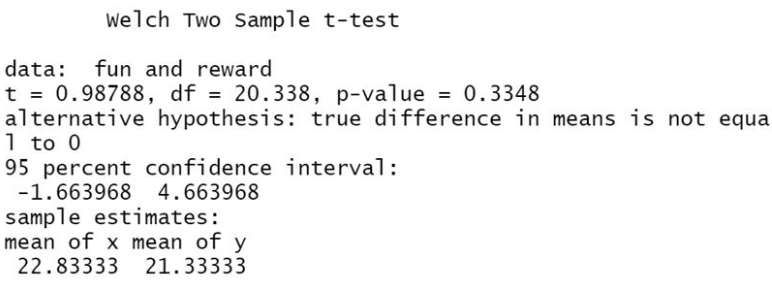 Welch Two Sample t-test
data:  fun and reward
t = 0.98788, df = 20.338, p-value = 0.3348
alternative hypothesis: true difference in means is not equa
l to 0
95 percent confidence interval:
 -1.663968  4.663968
sample estimates:
mean of x mean of y
 22.83333  21.33333